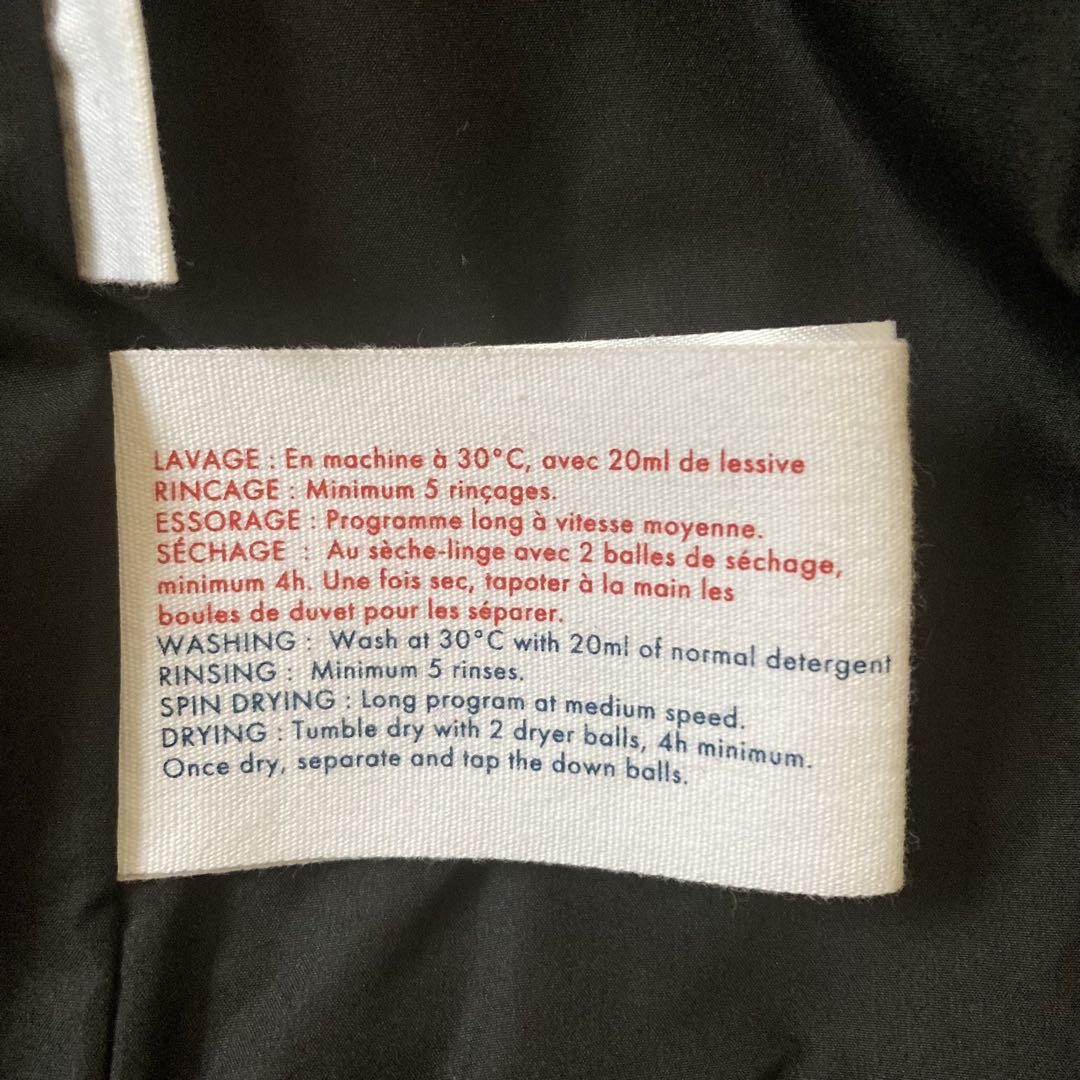 LAVAGE : En machine à 30°C, avec 20ml de lessive
RINCAGE : Minimum 5 rinçages.
ESSORAGE : Programme long à vitesse moyenne.
SÉCHAGE : Au sèche-linge avec 2 balles de séchage,
minimum 4h. Une fois sec, tapoter à la main les
boules de duvet pour les séparer.
WASHING : Wash at 30°C with 20ml of normal detergent
RINSING : Minimum 5 rinses.
SPIN DRYING : Long program at medium speed.
DRYING : Tumble dry with 2 dryer balls, 4h minimum.
Once dry, separate and tap the down balls.